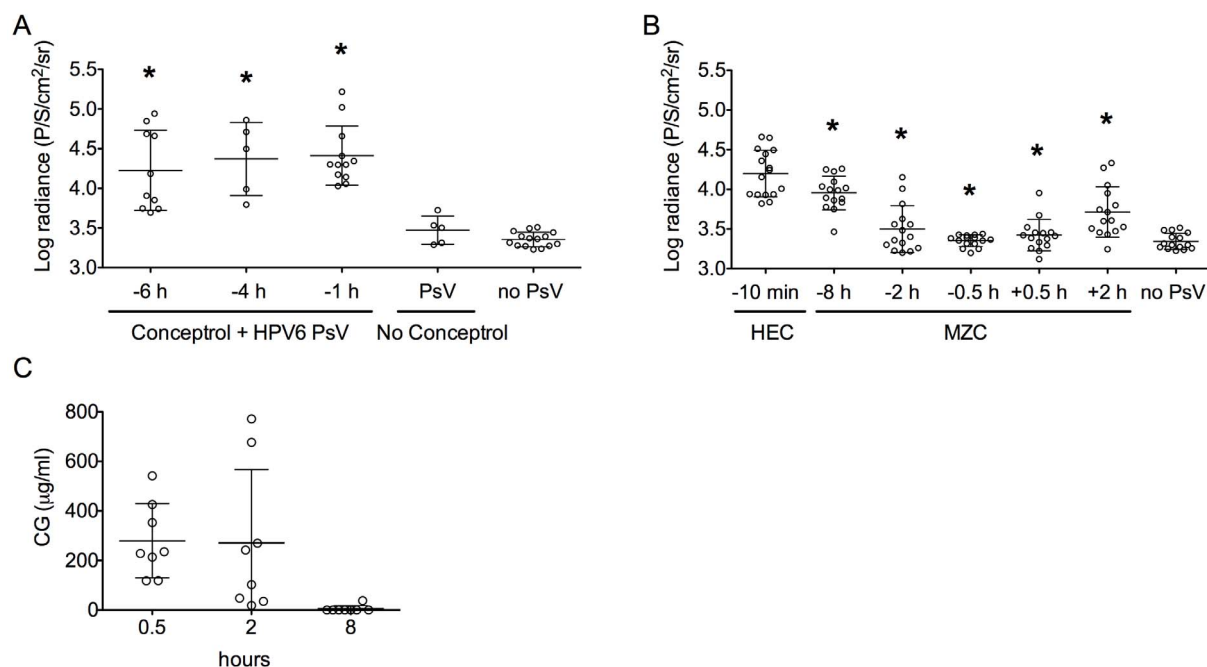 A
Log radiance (P/S/cm²/sr)
5.5
5.0
4.5
4.0
3.5
3.0
* * *
-6 h -4 h -1 h PsV no PsV
Conceptrol + HPV6 PsV No Conceptrol
B
Log radiance (P/S/cm²/sr)
5.5
5.0
4.5
4.0
3.5
3.0
* * * * *
-10 min -8 h -2 h -0.5 h +0.5 h +2 h no PsV
HEC MZC
C
CG (µg/ml)
800
600
400
200
0
0.5 2 8
hours